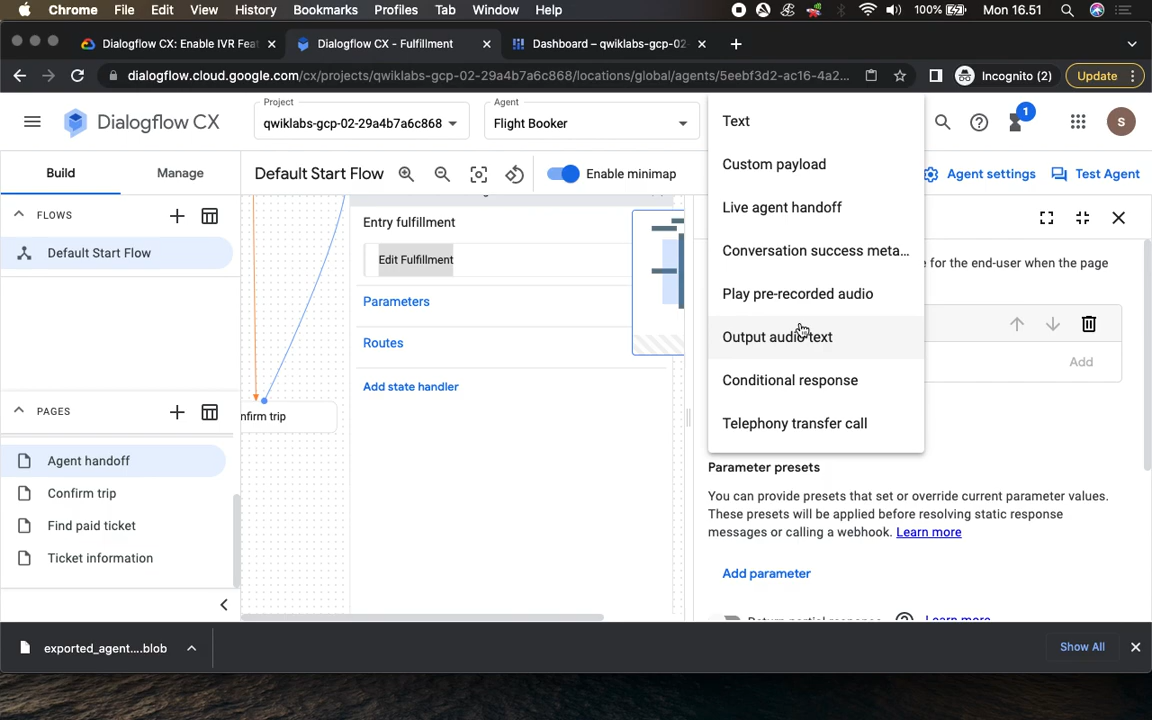 Chrome File Edit View History Bookmarks Profiles Tab Window Help 100% Mon 16.51
Dialogflow CX: Enable IVR Feat Dialogflow CX - Fulfillment Dashboard – qwiklabs-gcp-02-
dialogflow.cloud.google.com/cx/projects/qwiklabs-gcp-02-29a4b7a6c868/locations/global/agents/5eebf3d2-ac16-4a2... Incognito (2) Update
Dialogflow CX
Project
qwiklabs-gcp-02-29a4b7a6c868
Agent
Flight Booker
1
S
Build Manage
Default Start Flow Enable minimap
Agent settings Test Agent
FLOWS
Default Start Flow
PAGES
Agent handoff
Confirm trip
Find paid ticket
Ticket information
nfirm trip
Entry fulfillment
Edit Fulfillment
Parameters
Routes
Add state handler
Text
Custom payload
Live agent handoff
Conversation success meta...
Play pre-recorded audio
Output audio text
Conditional response
Telephony transfer call
for the end-user when the page
Add
Parameter presets
You can provide presets that set or override current parameter values.
These presets will be applied before resolving static response
messages or calling a webhook. Learn more
Add parameter
Return partial response Learn more
exported_agent....blob
Show All